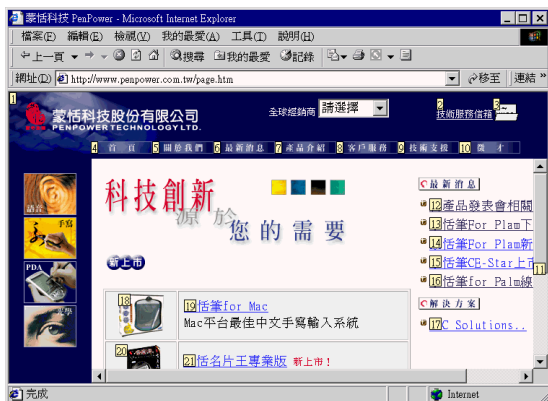 蒙恬科技 PenPower - Microsoft Internet Explorer
檔案(F) 編輯(E) 檢視(V) 我的最愛(A) 工具(T) 說明(H)
上一頁 搜尋 我的最愛 記錄
網址(D) http://www.penpower.com.tw/page.htm 移至 連結 »
1
蒙恬科技股份有限公司
PENPOWER TECHNOLOGY LTD.
全球經銷商 請選擇
2 技術服務信箱 3
4 首 頁 5 關於我們 6 最新消息 7 產品介紹 8 客戶服務 9 技術支援 10 徵 才
語音
手寫
PDA
光學
科技創新
源於
您的需要
新上市
18 19 恬筆for Mac
Mac平台最佳中文手寫輸入系統
20 21 恬名片王專業版 新上市!
最新消息
12 產品發表會相關
13 恬筆For Plam下
14 恬筆For Plam新
15 恬筆CE-Star上市
16 恬筆for Palm線
11
解決方案
17 C Solutions..
完成 Internet